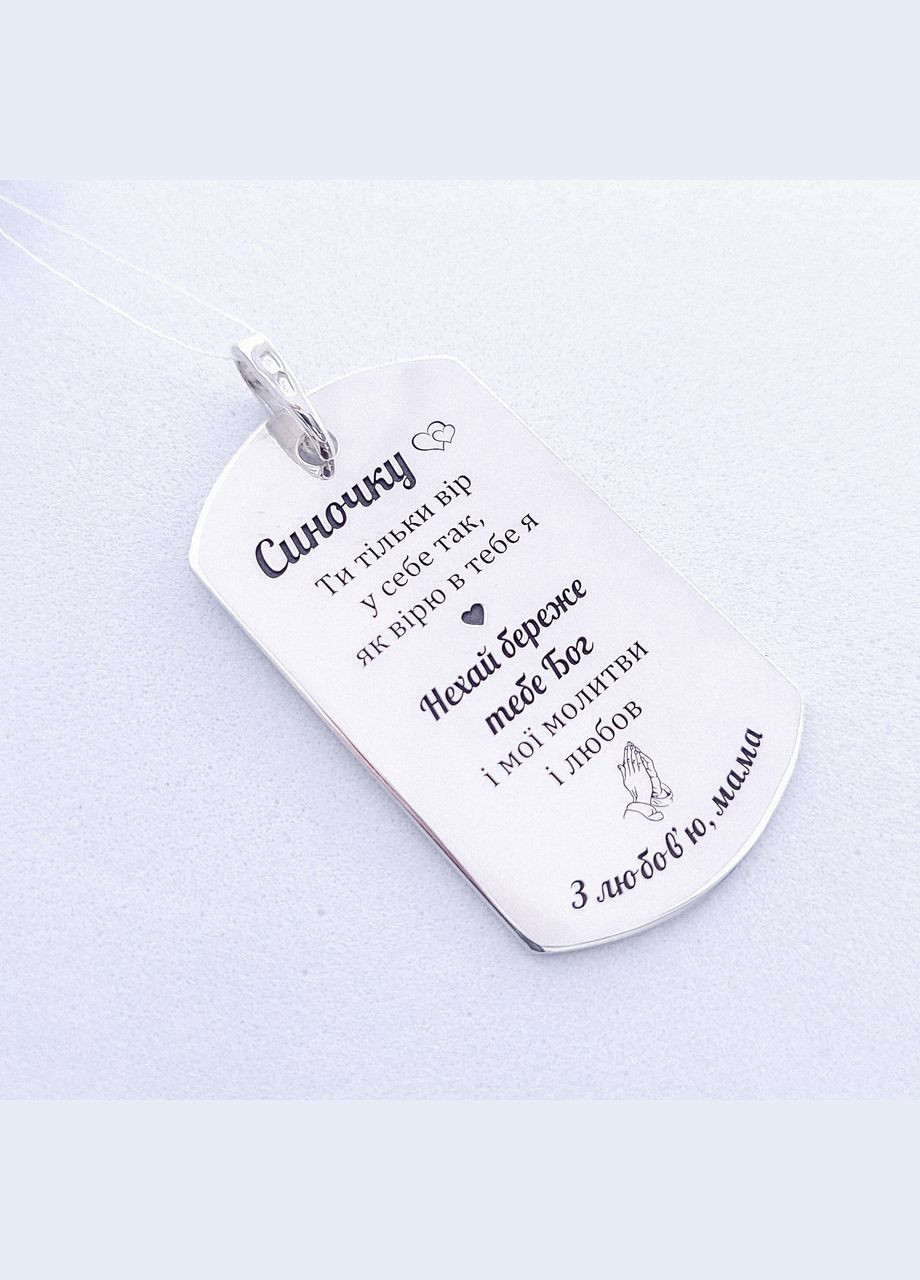 Синочку
Ти тільки вір
у себе так,
як вірю в тебе я
Нехай береже
тебе Бог
і мої молитви
і любов
З любов'ю, мама